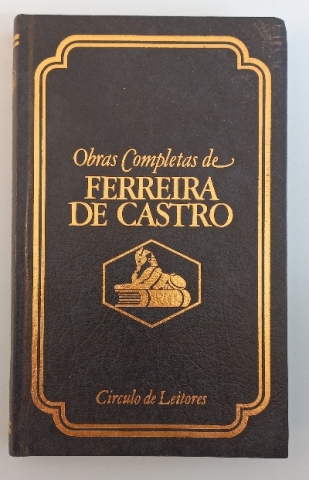 Obras Completas de
FERREIRA
DE CASTRO
Círculo de Leitores